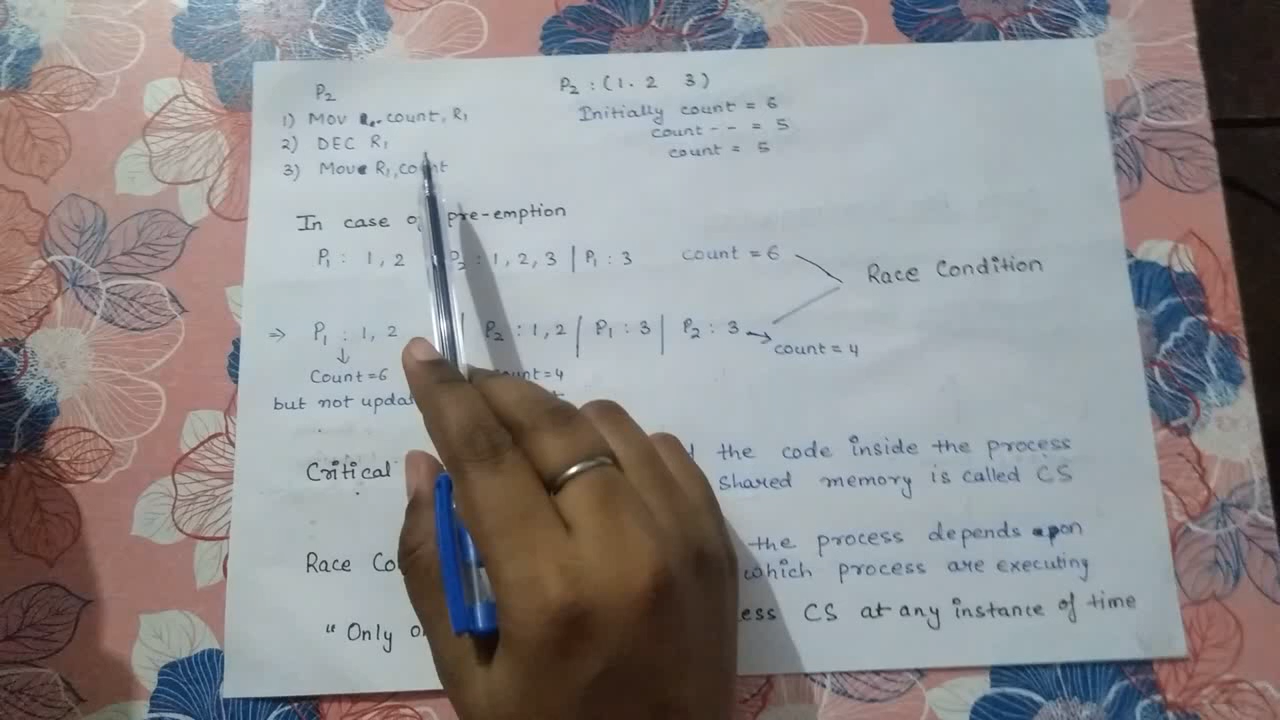 P₂
1) Mov count, R₁
2) DEC R₁
3) Move R₁, count
P₂ : (1. 2 3)
Initially count = 6
count -- = 5
count = 5
In case of pre-emption
P₁ : 1, 2 P₂ : 1, 2, 3 | P₁ : 3 count = 6
Race Condition
⇒ P₁ : 1, 2 | P₂ : 1, 2 | P₁ : 3 | P₂ : 3 → count = 4
↓
Count = 6 count = 4
but not
Critical the code inside the process
shared memory is called CS
Race the process depends upon
which process are executing
" Only CS at any instance of time